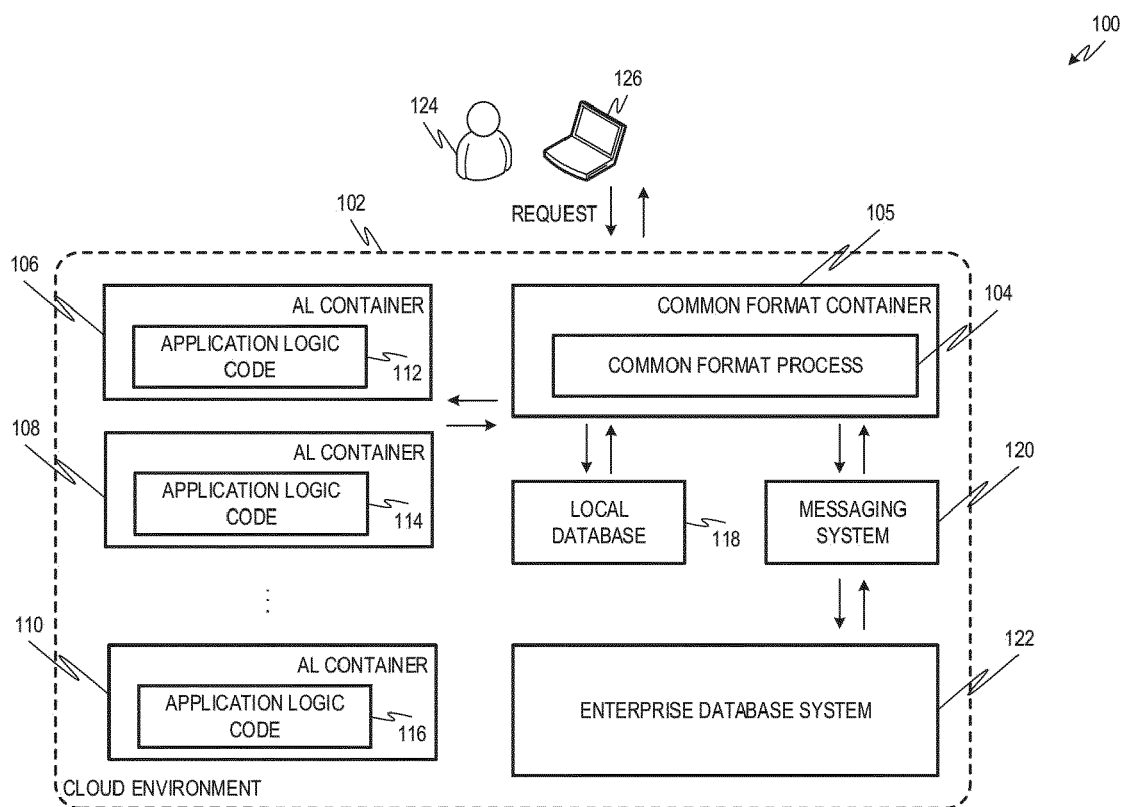 100
124
126
REQUEST
102
105
106
AL CONTAINER
APPLICATION LOGIC
CODE
112
COMMON FORMAT CONTAINER
104
COMMON FORMAT PROCESS
108
AL CONTAINER
APPLICATION LOGIC
CODE
114
LOCAL
DATABASE
118
MESSAGING
SYSTEM
120
110
AL CONTAINER
APPLICATION LOGIC
CODE
116
ENTERPRISE DATABASE SYSTEM
122
CLOUD ENVIRONMENT